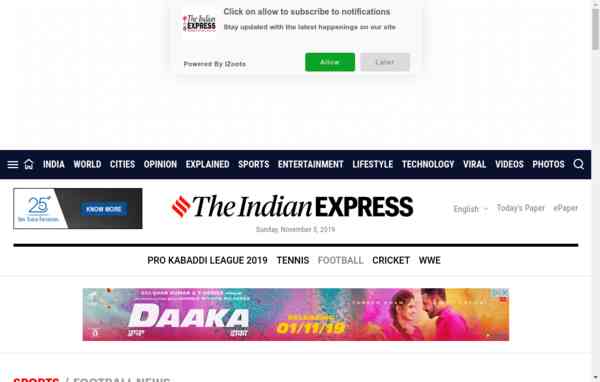 The Indian
EXPRESS
Click on allow to subscribe to notifications
Stay updated with the latest happenings on our site
Powered By iZooto
Allow
Later
INDIA WORLD CITIES OPINION EXPLAINED SPORTS ENTERTAINMENT LIFESTYLE TECHNOLOGY VIRAL VIDEOS PHOTOS
25
KNOW MORE
The Indian EXPRESS
English
Today's Paper
ePaper
Sunday, November 3, 2019
PRO KABADDI LEAGUE 2019 TENNIS FOOTBALL CRICKET WWE
DAAKA
RELEASING
01/11/19
SPORTS / FOOTBALL NEWS